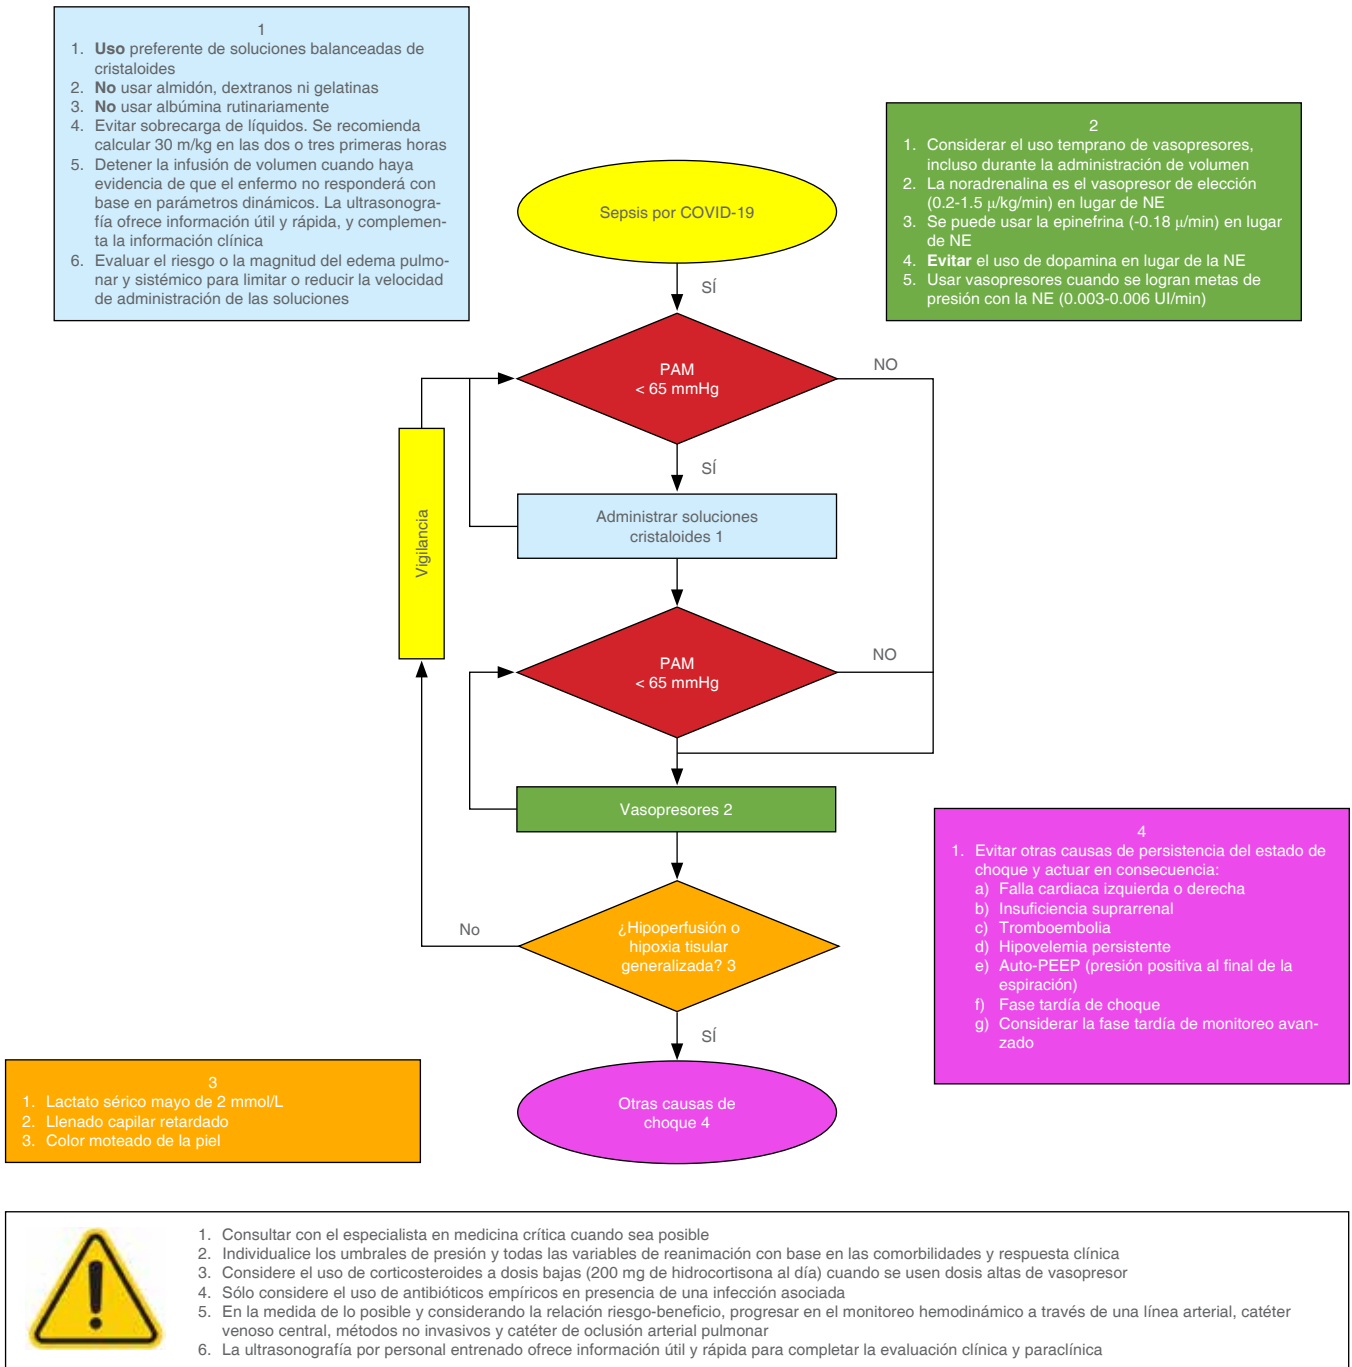 1
1. Uso preferente de soluciones balanceadas de
cristaloides
2. No usar almidón, dextranos ni gelatinas
3. No usar albúmina rutinariamente
4. Evitar sobrecarga de líquidos. Se recomienda
calcular 30 m/kg en las dos o tres primeras horas
5. Detener la infusión de volumen cuando haya
evidencia de que el enfermo no responderá con
base en parámetros dinámicos. La ultrasonogra-
fía ofrece información útil y rápida, y complemen-
ta la información clínica
6. Evaluar el riesgo o la magnitud del edema pulmo-
nar y sistémico para limitar o reducir la velocidad
de administración de las soluciones
2
1. Considerar el uso temprano de vasopresores,
incluso durante la administración de volumen
2. La noradrenalina es el vasopresor de elección
(0.2-1.5 μ/kg/min) en lugar de NE
3. Se puede usar la epinefrina (-0.18 μ/min) en lugar
de NE
4. Evitar el uso de dopamina en lugar de la NE
5. Usar vasopresores cuando se logran metas de
presión con la NE (0.003-0.006 UI/min)
Sepsis por COVID-19
SÍ
PAM
< 65 mmHg
NO
SÍ
Administrar soluciones
cristaloides 1
Vigilancia
PAM
< 65 mmHg
NO
Vasopresores 2
¿Hipoperfusión o
hipoxia tisular
generalizada? 3
No
SÍ
Otras causas de
choque 4
4
1. Evitar otras causas de persistencia del estado de
choque y actuar en consecuencia:
a) Falla cardiaca izquierda o derecha
b) Insuficiencia suprarrenal
c) Tromboembolia
d) Hipovelemia persistente
e) Auto-PEEP (presión positiva al final de la
espiración)
f) Fase tardía de choque
g) Considerar la fase tardía de monitoreo avan-
zado
3
1. Lactato sérico mayo de 2 mmol/L
2. Llenado capilar retardado
3. Color moteado de la piel
1. Consultar con el especialista en medicina crítica cuando sea posible
2. Individualice los umbrales de presión y todas las variables de reanimación con base en las comorbilidades y respuesta clínica
3. Considere el uso de corticosteroides a dosis bajas (200 mg de hidrocortisona al día) cuando se usen dosis altas de vasopresor
4. Sólo considere el uso de antibióticos empíricos en presencia de una infección asociada
5. En la medida de lo posible y considerando la relación riesgo-beneficio, progresar en el monitoreo hemodinámico a través de una línea arterial, catéter
venoso central, métodos no invasivos y catéter de oclusión arterial pulmonar
6. La ultrasonografía por personal entrenado ofrece información útil y rápida para completar la evaluación clínica y paraclínica